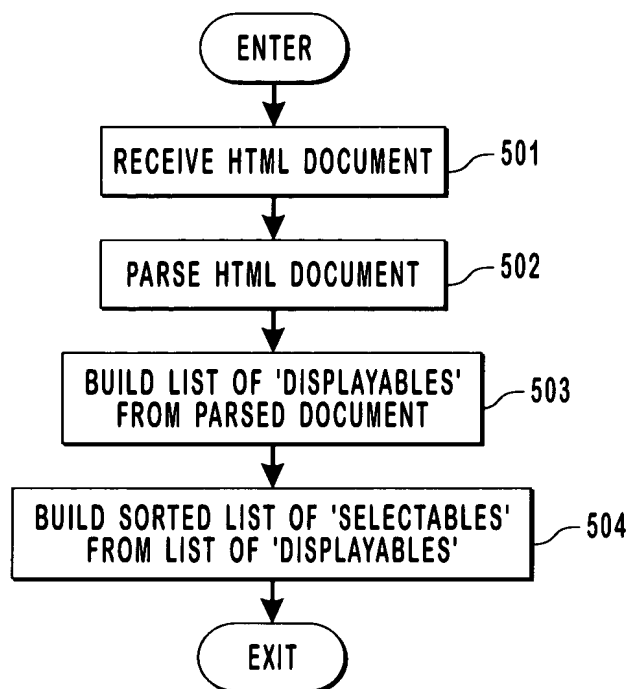 ENTER
RECEIVE HTML DOCUMENT
501
PARSE HTML DOCUMENT
502
BUILD LIST OF 'DISPLAYABLES'
FROM PARSED DOCUMENT
503
BUILD SORTED LIST OF 'SELECTABLES'
FROM LIST OF 'DISPLAYABLES'
504
EXIT